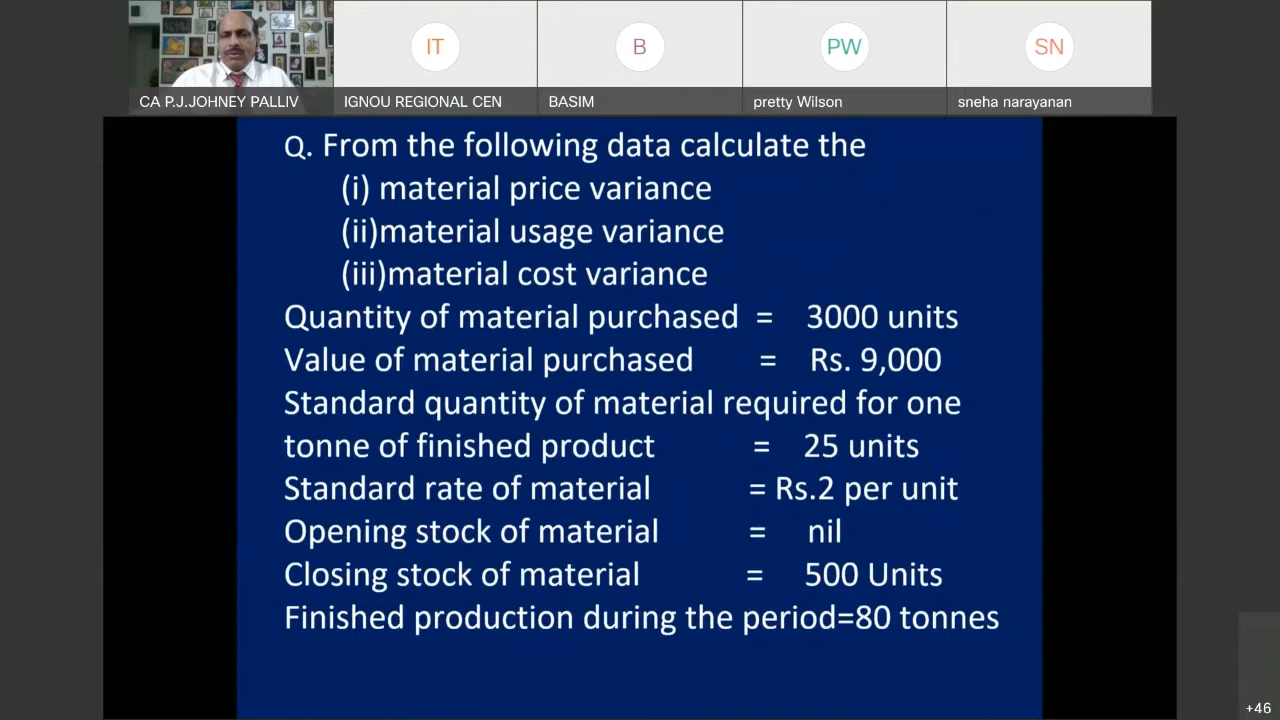 IT
B
PW
SN
CA P.J.JOHNEY PALLIV
IGNOU REGIONAL CEN
BASIM
pretty Wilson
sneha narayanan
Q. From the following data calculate the
(i) material price variance
(ii)material usage variance
(iii)material cost variance
Quantity of material purchased = 3000 units
Value of material purchased = Rs. 9,000
Standard quantity of material required for one
tonne of finished product = 25 units
Standard rate of material = Rs.2 per unit
Opening stock of material = nil
Closing stock of material = 500 Units
Finished production during the period=80 tonnes
+46